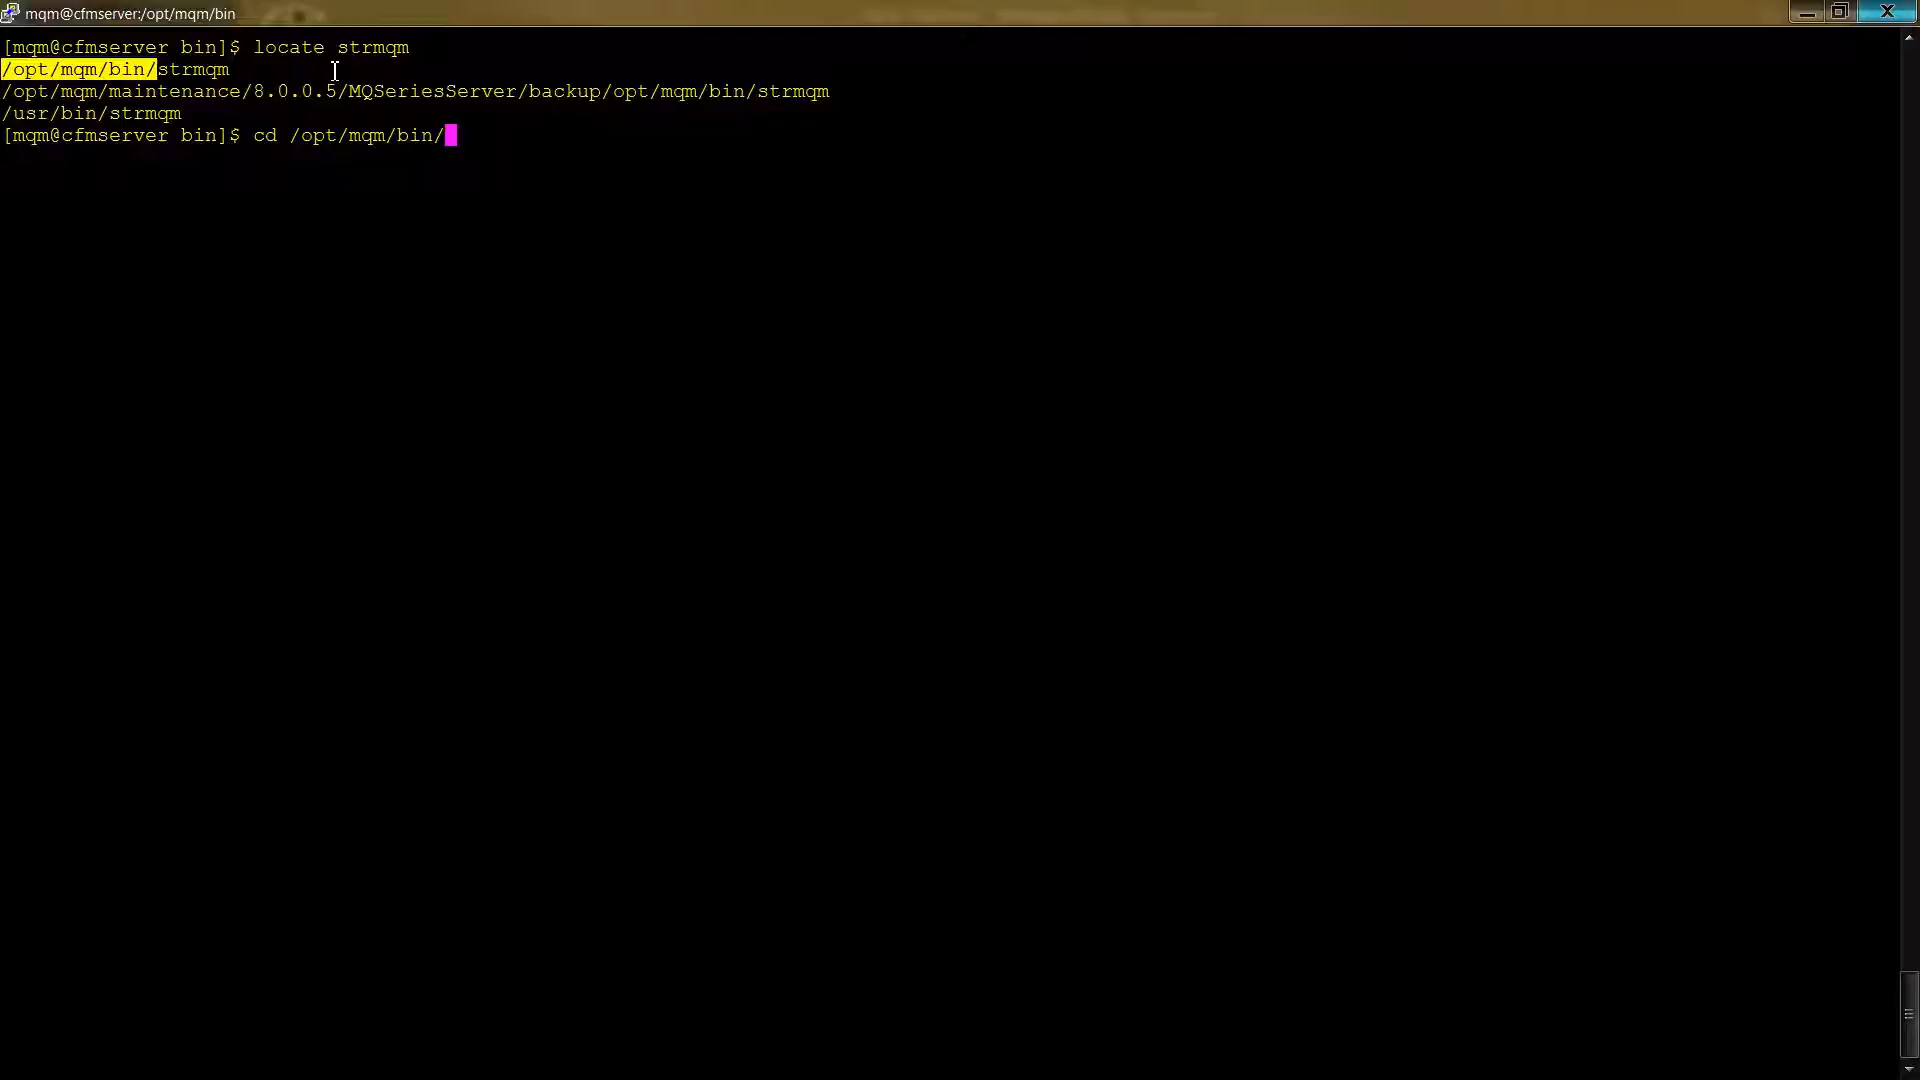 mqm@cfmserver:/opt/mqm/bin
[mqm@cfmserver bin]$ locate strmqm
/opt/mqm/bin/strmqm
/opt/mqm/maintenance/8.0.0.5/MQSeriesServer/backup/opt/mqm/bin/strmqm
/usr/bin/strmqm
[mqm@cfmserver bin]$ cd /opt/mqm/bin/